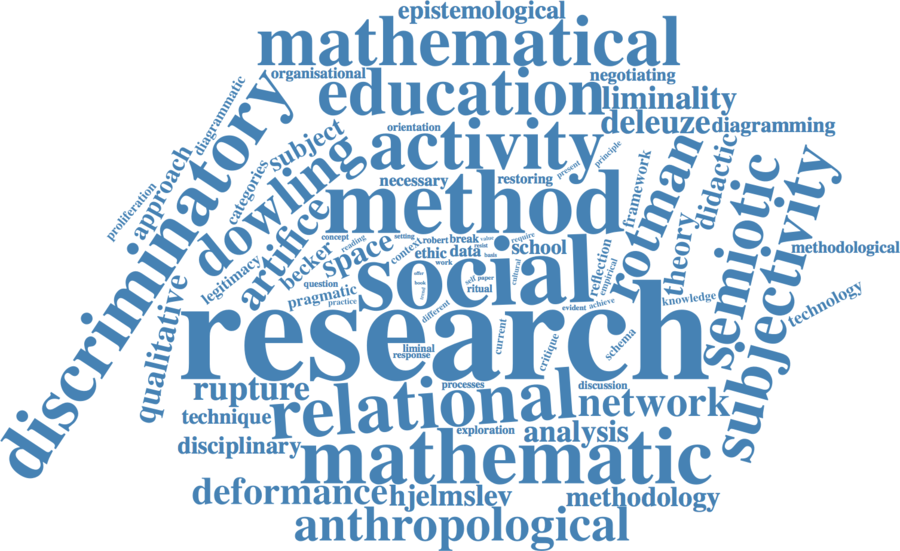 epistemological
mathematical
organisational
negotiating
education
liminality
diagrammatic
discriminatory
deleuze
diagramming
orientation
subject
activity
principle
present
approach
categories
dowling
necessary
restoring
framework
rotman
didactic
semiotic
subjectivity
proliferation
artifice
method
theory
methodological
legitimacy
becker
space
concept
reading
setting
context
robert
break
value
require
ethic
data
resist
basis
school
work
social
cultural
reflection
empirical
question
pragmatic
practice
offer
book
self
paper
ritual
different
evident
achieve
knowledge
technology
qualitative
research
current
critique
schema
liminal
response
rupture
relational
processes
discussion
network
technique
exploration
analysis
disciplinary
mathematic
deformance
hjelmslev
methodology
anthropological